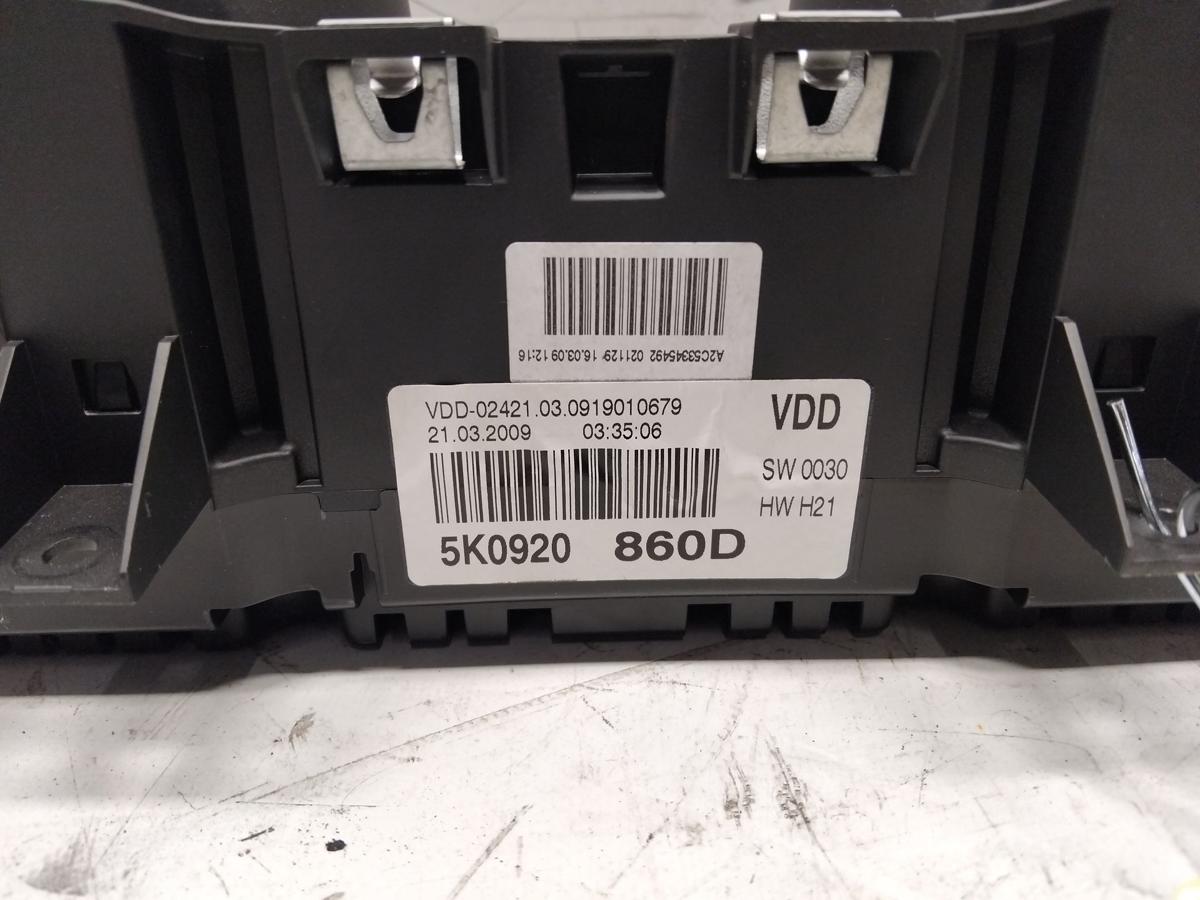 A2C53345492 021129 16.03.09 12:16
VDD-02421.03.0919010679
21.03.2009 03:35:06
VDD
SW 0030
HW H21
5K0920 860D